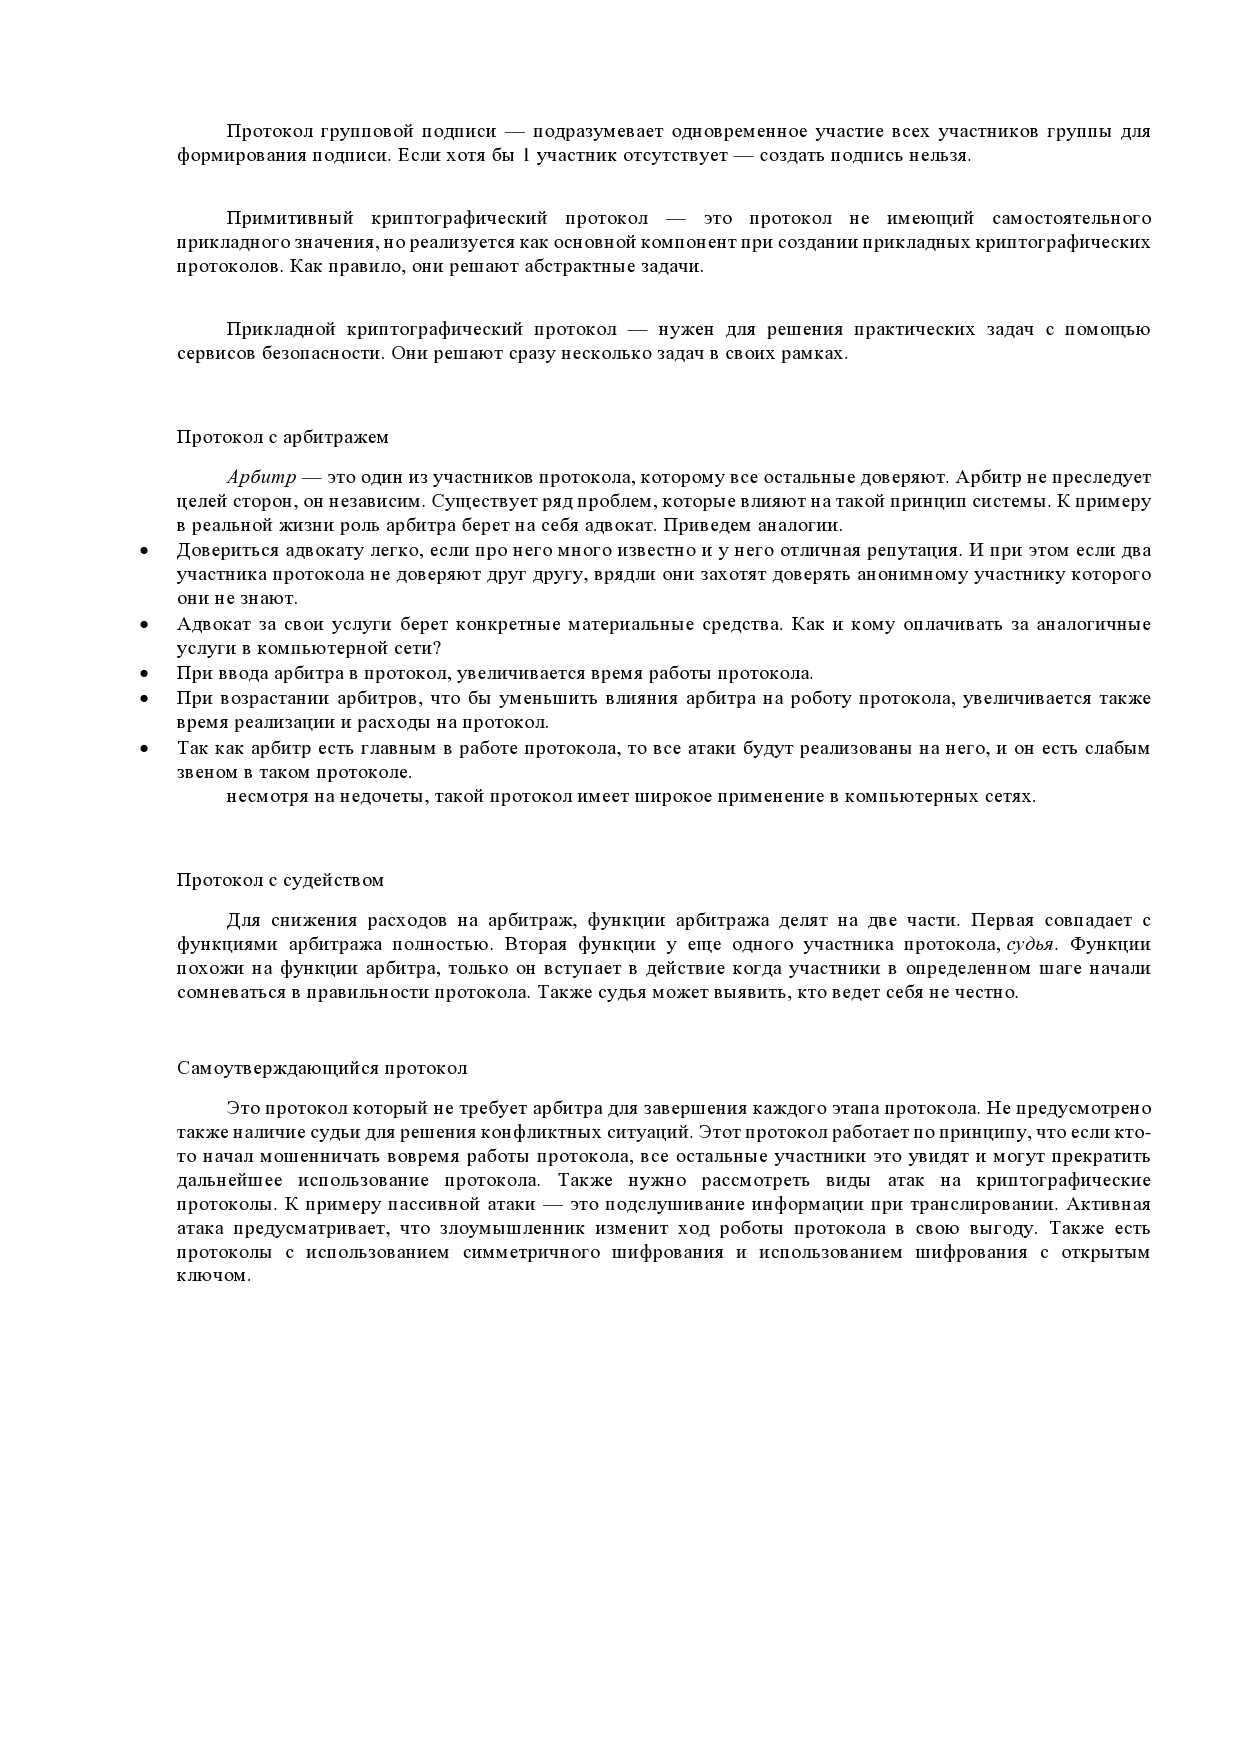 Протокол групповой подписи — подразумевает одновременное участие всех участников группы для
формирования подписи. Если хотя бы 1 участник отсутствует — создать подпись нельзя.
Примитивный криптографический протокол — это протокол не имеющий самостоятельного
прикладного значения, но реализуется как основной компонент при создании прикладных криптографических
протоколов. Как правило, они решают абстрактные задачи.
Прикладной криптографический протокол — нужен для решения практических задач с помощью
сервисов безопасности. Они решают сразу несколько задач в своих рамках.
Протокол с арбитражем
Арбитр — это один из участников протокола, которому все остальные доверяют. Арбитр не преследует
целей сторон, он независим. Существует ряд проблем, которые влияют на такой принцип системы. К примеру
в реальной жизни роль арбитра берет на себя адвокат. Приведем аналогии.
• Довериться адвокату легко, если про него много известно и у него отличная репутация. И при этом если два
участника протокола не доверяют друг другу, врядли они захотят доверять анонимному участнику которого
они не знают.
• Адвокат за свои услуги берет конкретные материальные средства. Как и кому оплачивать за аналогичные
услуги в компьютерной сети?
• При ввода арбитра в протокол, увеличивается время работы протокола.
• При возрастании арбитров, что бы уменьшить влияния арбитра на роботу протокола, увеличивается также
время реализации и расходы на протокол.
• Так как арбитр есть главным в работе протокола, то все атаки будут реализованы на него, и он есть слабым
звеном в таком протоколе.
несмотря на недочеты, такой протокол имеет широкое применение в компьютерных сетях.
Протокол с судейством
Для снижения расходов на арбитраж, функции арбитража делят на две части. Первая совпадает с
функциями арбитража полностью. Вторая функции у еще одного участника протокола, судья. Функции
похожи на функции арбитра, только он вступает в действие когда участники в определенном шаге начали
сомневаться в правильности протокола. Также судья может выявить, кто ведет себя не честно.
Самоутверждающийся протокол
Это протокол который не требует арбитра для завершения каждого этапа протокола. Не предусмотрено
также наличие судьи для решения конфликтных ситуаций. Этот протокол работает по принципу, что если кто-
то начал мошенничать вовремя работы протокола, все остальные участники это увидят и могут прекратить
дальнейшее использование протокола. Также нужно рассмотреть виды атак на криптографические
протоколы. К примеру пассивной атаки — это подслушивание информации при транслировании. Активная
атака предусматривает, что злоумышленник изменит ход роботы протокола в свою выгоду. Также есть
протоколы с использованием симметричного шифрования и использованием шифрования с открытым
ключом.